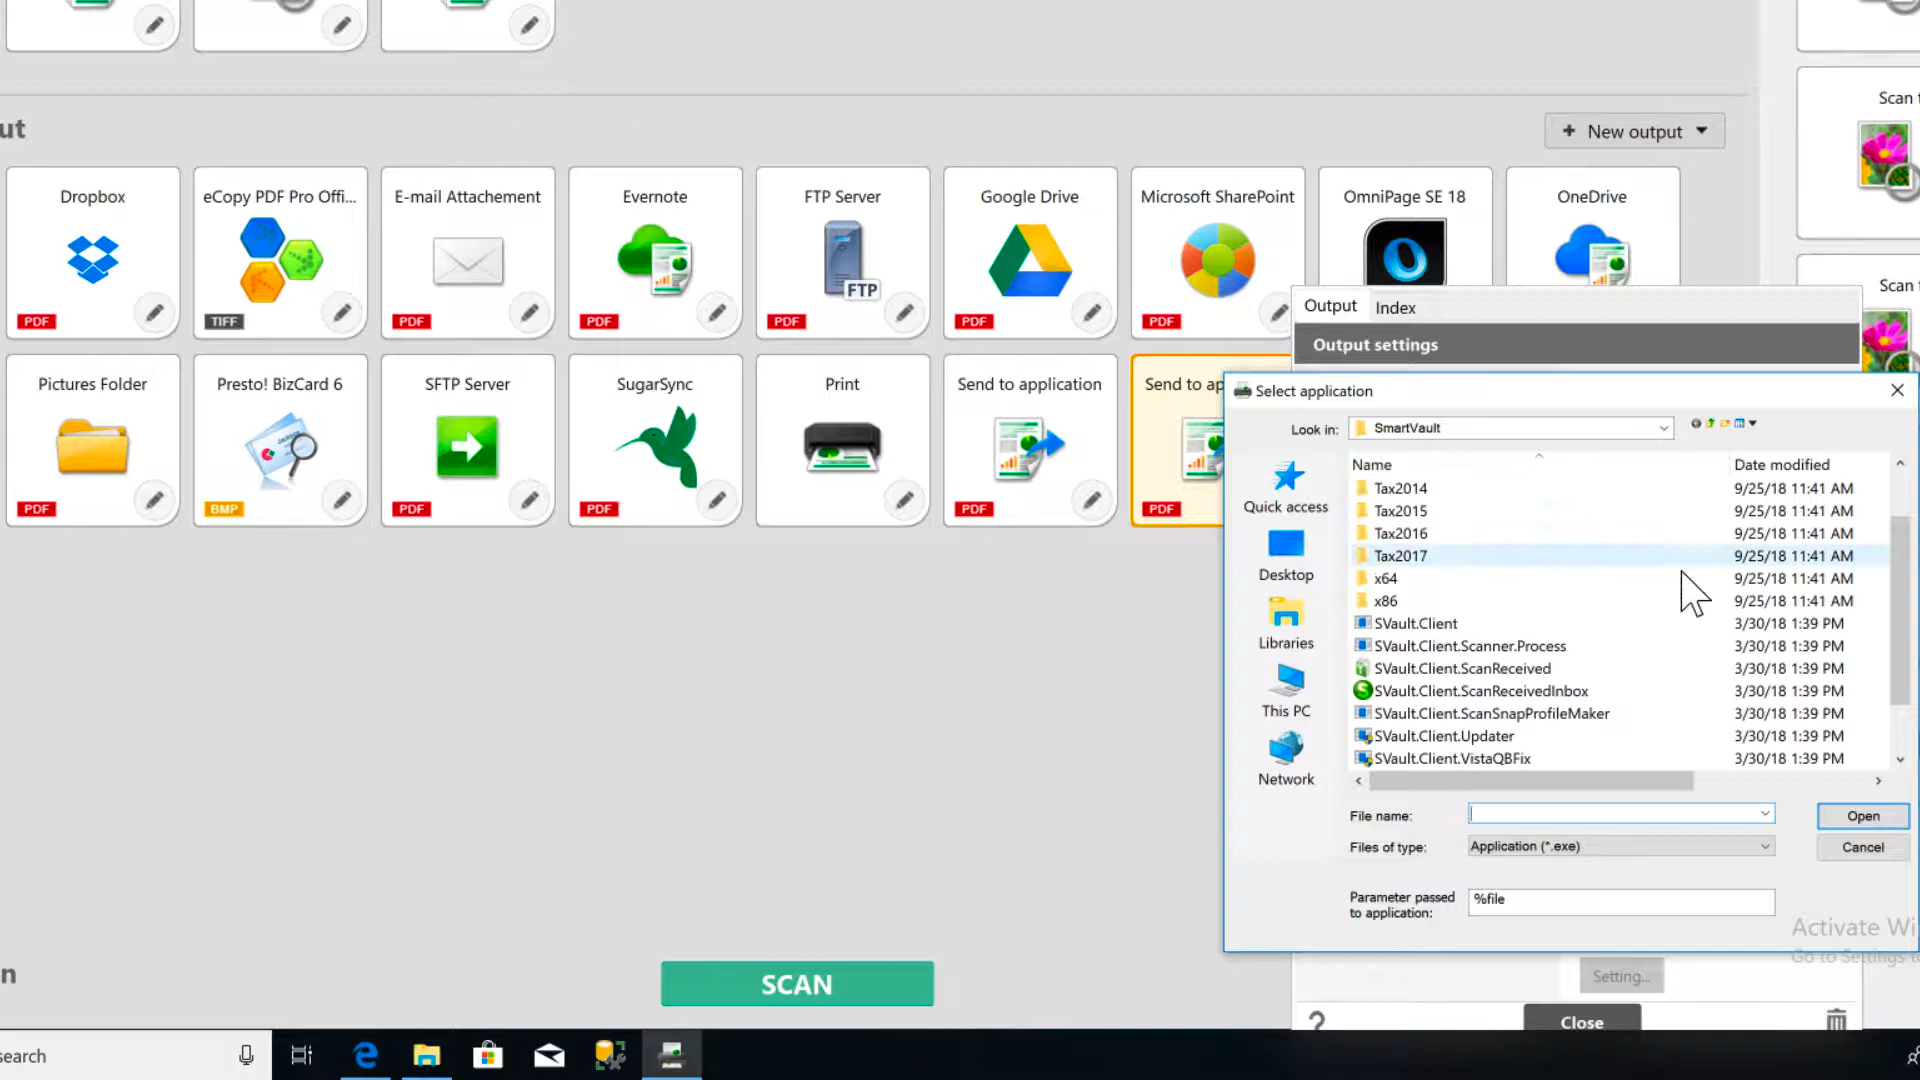 ut
+ New output
Dropbox
eCopy PDF Pro Offi...
E-mail Attachement
Evernote
FTP Server
Google Drive
Microsoft SharePoint
OmniPage SE 18
OneDrive
FTP
PDF
TIFF
PDF
PDF
PDF
PDF
PDF
Pictures Folder
Presto! BizCard 6
SFTP Server
SugarSync
Print
Send to application
Send to ap
PDF
BMP
PDF
PDF
PDF
PDF
Scan t
Scan t
Output
Index
Output settings
Select application
Look in:
SmartVault
Quick access
Desktop
Libraries
This PC
Network
Name
Date modified
Tax2014 9/25/18 11:41 AM
Tax2015 9/25/18 11:41 AM
Tax2016 9/25/18 11:41 AM
Tax2017 9/25/18 11:41 AM
x64 9/25/18 11:41 AM
x86 9/25/18 11:41 AM
SVault.Client 3/30/18 1:39 PM
SVault.Client.Scanner.Process 3/30/18 1:39 PM
SVault.Client.ScanReceived 3/30/18 1:39 PM
SVault.Client.ScanReceivedInbox 3/30/18 1:39 PM
SVault.Client.ScanSnapProfileMaker 3/30/18 1:39 PM
SVault.Client.Updater 3/30/18 1:39 PM
SVault.Client.VistaQBFix 3/30/18 1:39 PM
File name:
Open
Files of type:
Application (*.exe)
Cancel
Parameter passed
to application:
%file
Activate Wi
Go to Settings to
Setting...
?
Close
n
SCAN
search